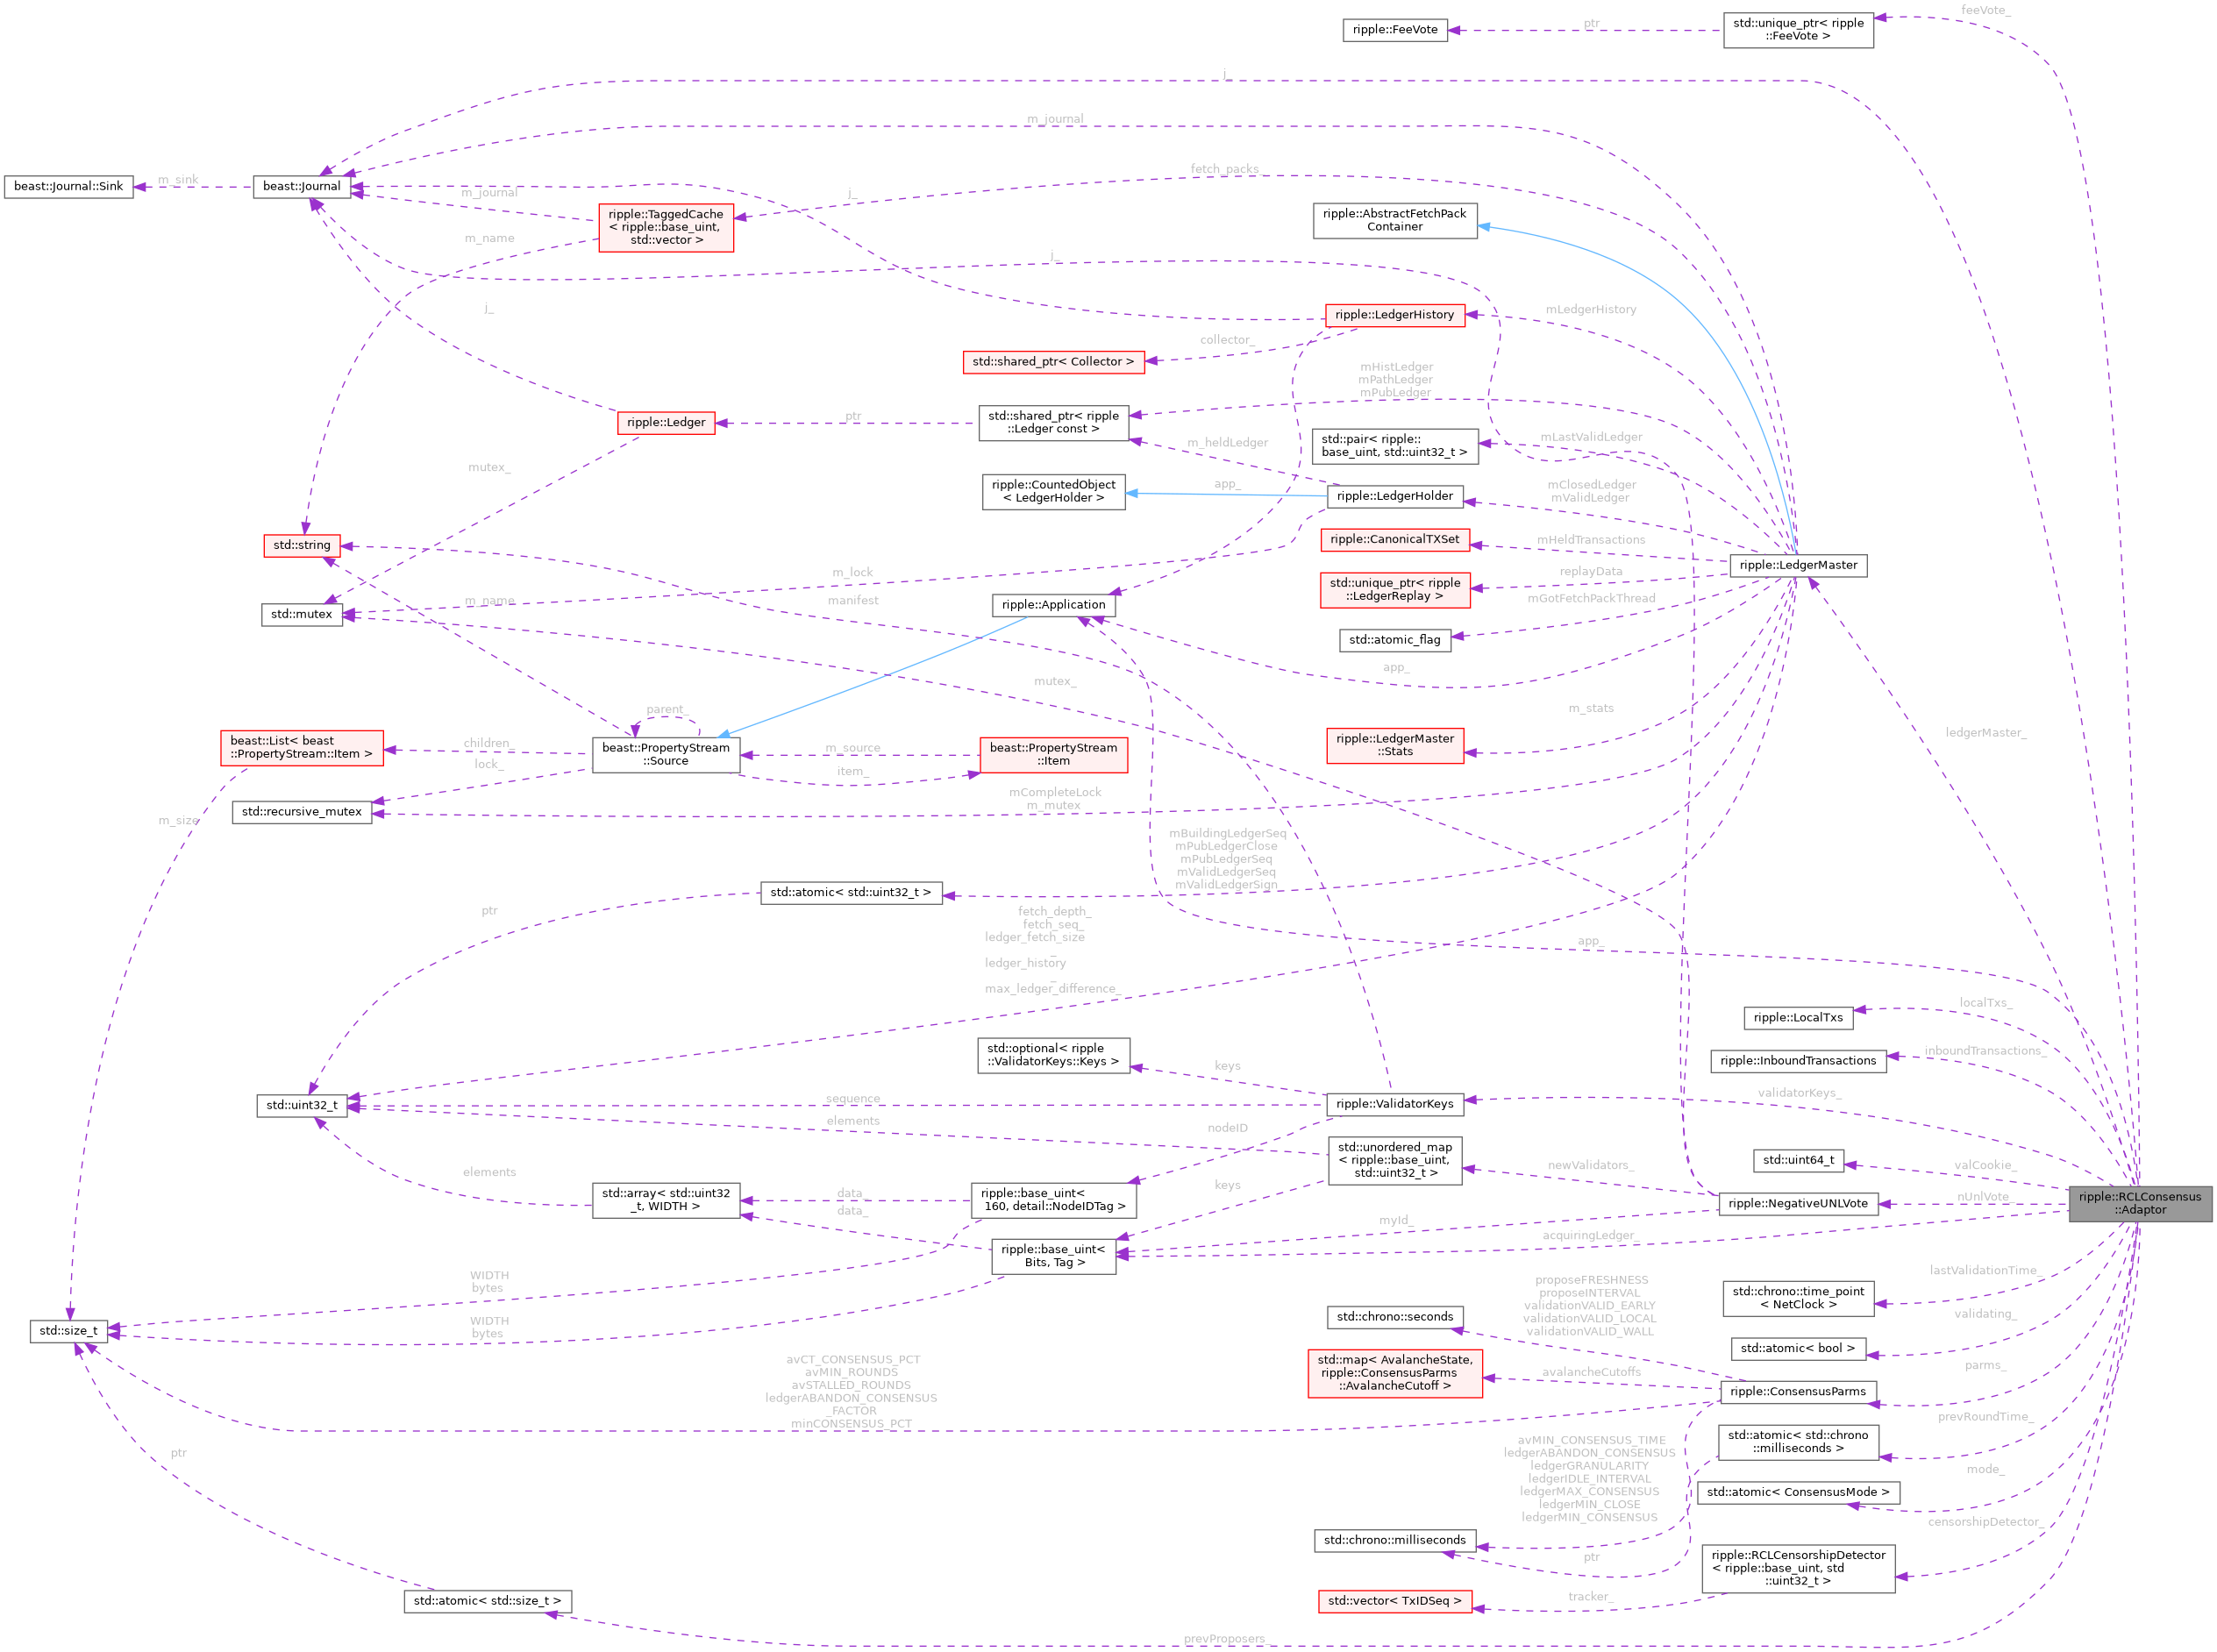 feeVote_
std::unique_ptr< ripple
::FeeVote >
ptr
ripple::FeeVote
j_
m_journal
fetch_packs_
beast::Journal::Sink
m_sink
beast::Journal
m_journal
j_
ripple::TaggedCache
< ripple::base_uint,
std::vector >
ripple::AbstractFetchPack
Container
m_name
j_
j_
ripple::LedgerHistory
mLedgerHistory
collector_
std::shared_ptr< Collector >
mHistLedger
mPathLedger
mPubLedger
ripple::Ledger
ptr
std::shared_ptr< ripple
::Ledger const >
m_heldLedger
std::pair< ripple::
base_uint, std::uint32_t >
mLastValidLedger
mutex_
ripple::CountedObject
< LedgerHolder >
app_
ripple::LedgerHolder
mClosedLedger
mValidLedger
std::string
ripple::CanonicalTXSet
mHeldTransactions
ripple::LedgerMaster
m_lock
std::unique_ptr< ripple
::LedgerReplay >
replayData
std::mutex
m_name
manifest
ripple::Application
mGotFetchPackThread
std::atomic_flag
mutex_
app_
parent_
m_stats
ledgerMaster_
beast::List< beast
::PropertyStream::Item >
children_
lock_
beast::PropertyStream
::Source
m_source
item_
beast::PropertyStream
::Item
ripple::LedgerMaster
::Stats
std::recursive_mutex
mCompleteLock
m_mutex
m_size
mBuildingLedgerSeq
mPubLedgerClose
mPubLedgerSeq
mValidLedgerSeq
mValidLedgerSign
std::atomic< std::uint32_t >
ptr
fetch_depth_
fetch_seq_
ledger_fetch_size
_
ledger_history
_
max_ledger_difference_
app_
ripple::LocalTxs
localTxs_
std::optional< ripple
::ValidatorKeys::Keys >
keys
ripple::InboundTransactions
inboundTransactions_
std::uint32_t
sequence
ripple::ValidatorKeys
validatorKeys_
elements
nodeID
std::unordered_map
< ripple::base_uint,
std::uint32_t >
newValidators_
std::uint64_t
valCookie_
elements
std::array< std::uint32
_t, WIDTH >
data_
data_
ripple::base_uint<
160, detail::NodeIDTag >
keys
ripple::NegativeUNLVote
nUnlVote_
ripple::RCLConsensus
::Adaptor
myId_
acquiringLedger_
ripple::base_uint<
Bits, Tag >
WIDTH
bytes
lastValidationTime_
std::chrono::time_point
< NetClock >
proposeFRESHNESS
proposeINTERVAL
validationVALID_EARLY
validationVALID_LOCAL
validationVALID_WALL
std::chrono::seconds
validating_
std::size_t
WIDTH
bytes
std::atomic< bool >
avCT_CONSENSUS_PCT
avMIN_ROUNDS
avSTALLED_ROUNDS
ledgerABANDON_CONSENSUS
_FACTOR
minCONSENSUS_PCT
std::map< AvalancheState,
ripple::ConsensusParms
::AvalancheCutoff >
avalancheCutoffs
ripple::ConsensusParms
parms_
prevRoundTime_
std::atomic< std::chrono
::milliseconds >
ptr
avMIN_CONSENSUS_TIME
ledgerABANDON_CONSENSUS
ledgerGRANULARITY
ledgerIDLE_INTERVAL
ledgerMAX_CONSENSUS
ledgerMIN_CLOSE
ledgerMIN_CONSENSUS
mode_
std::atomic< ConsensusMode >
censorshipDetector_
std::chrono::milliseconds
ptr
ripple::RCLCensorshipDetector
< ripple::base_uint, std
::uint32_t >
std::atomic< std::size_t >
std::vector< TxIDSeq >
tracker_
prevProposers_